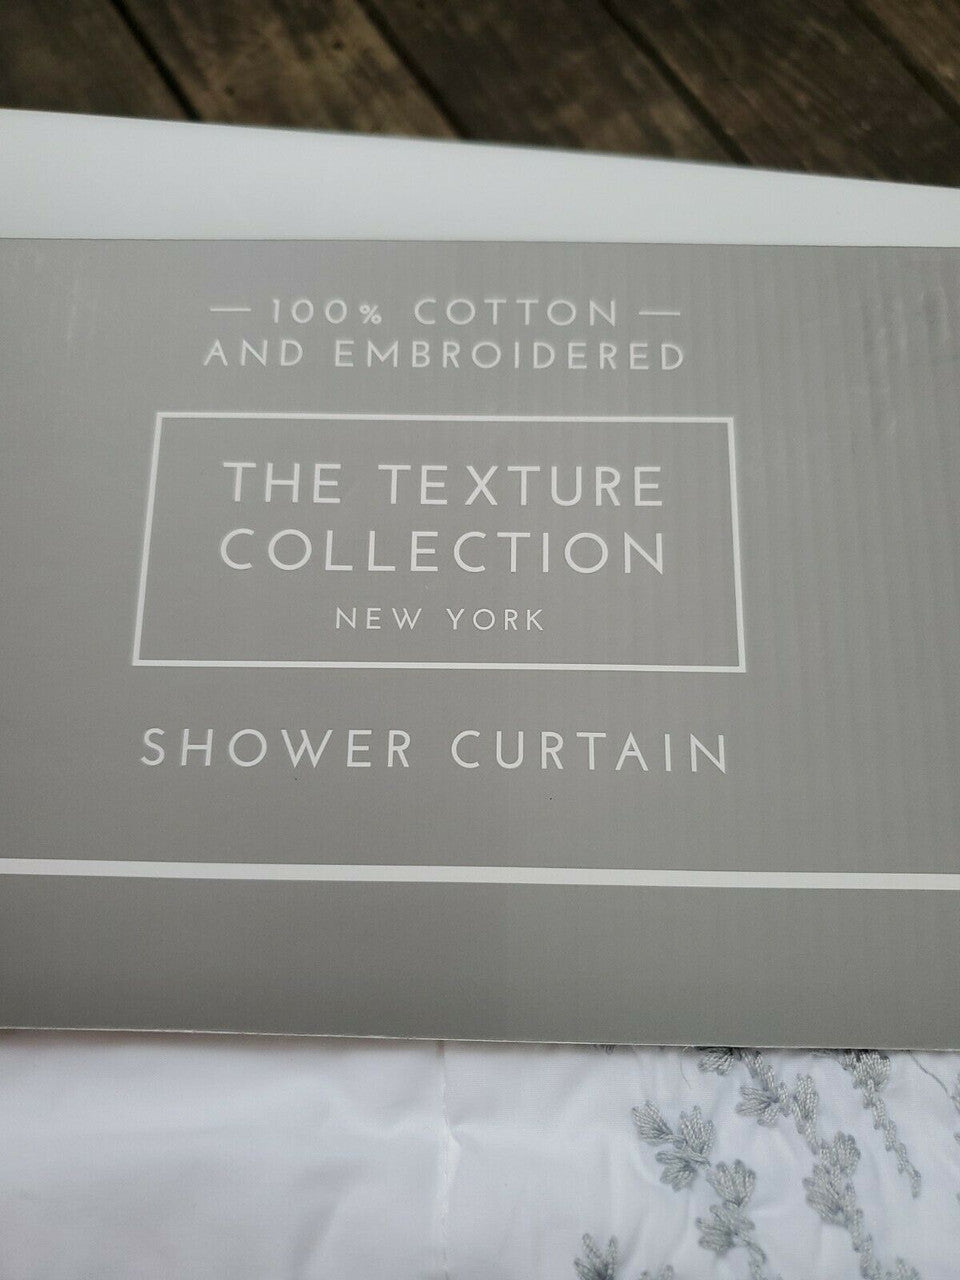 — 100% COTTON —
AND EMBROIDERED
THE TEXTURE
COLLECTION
NEW YORK
SHOWER CURTAIN